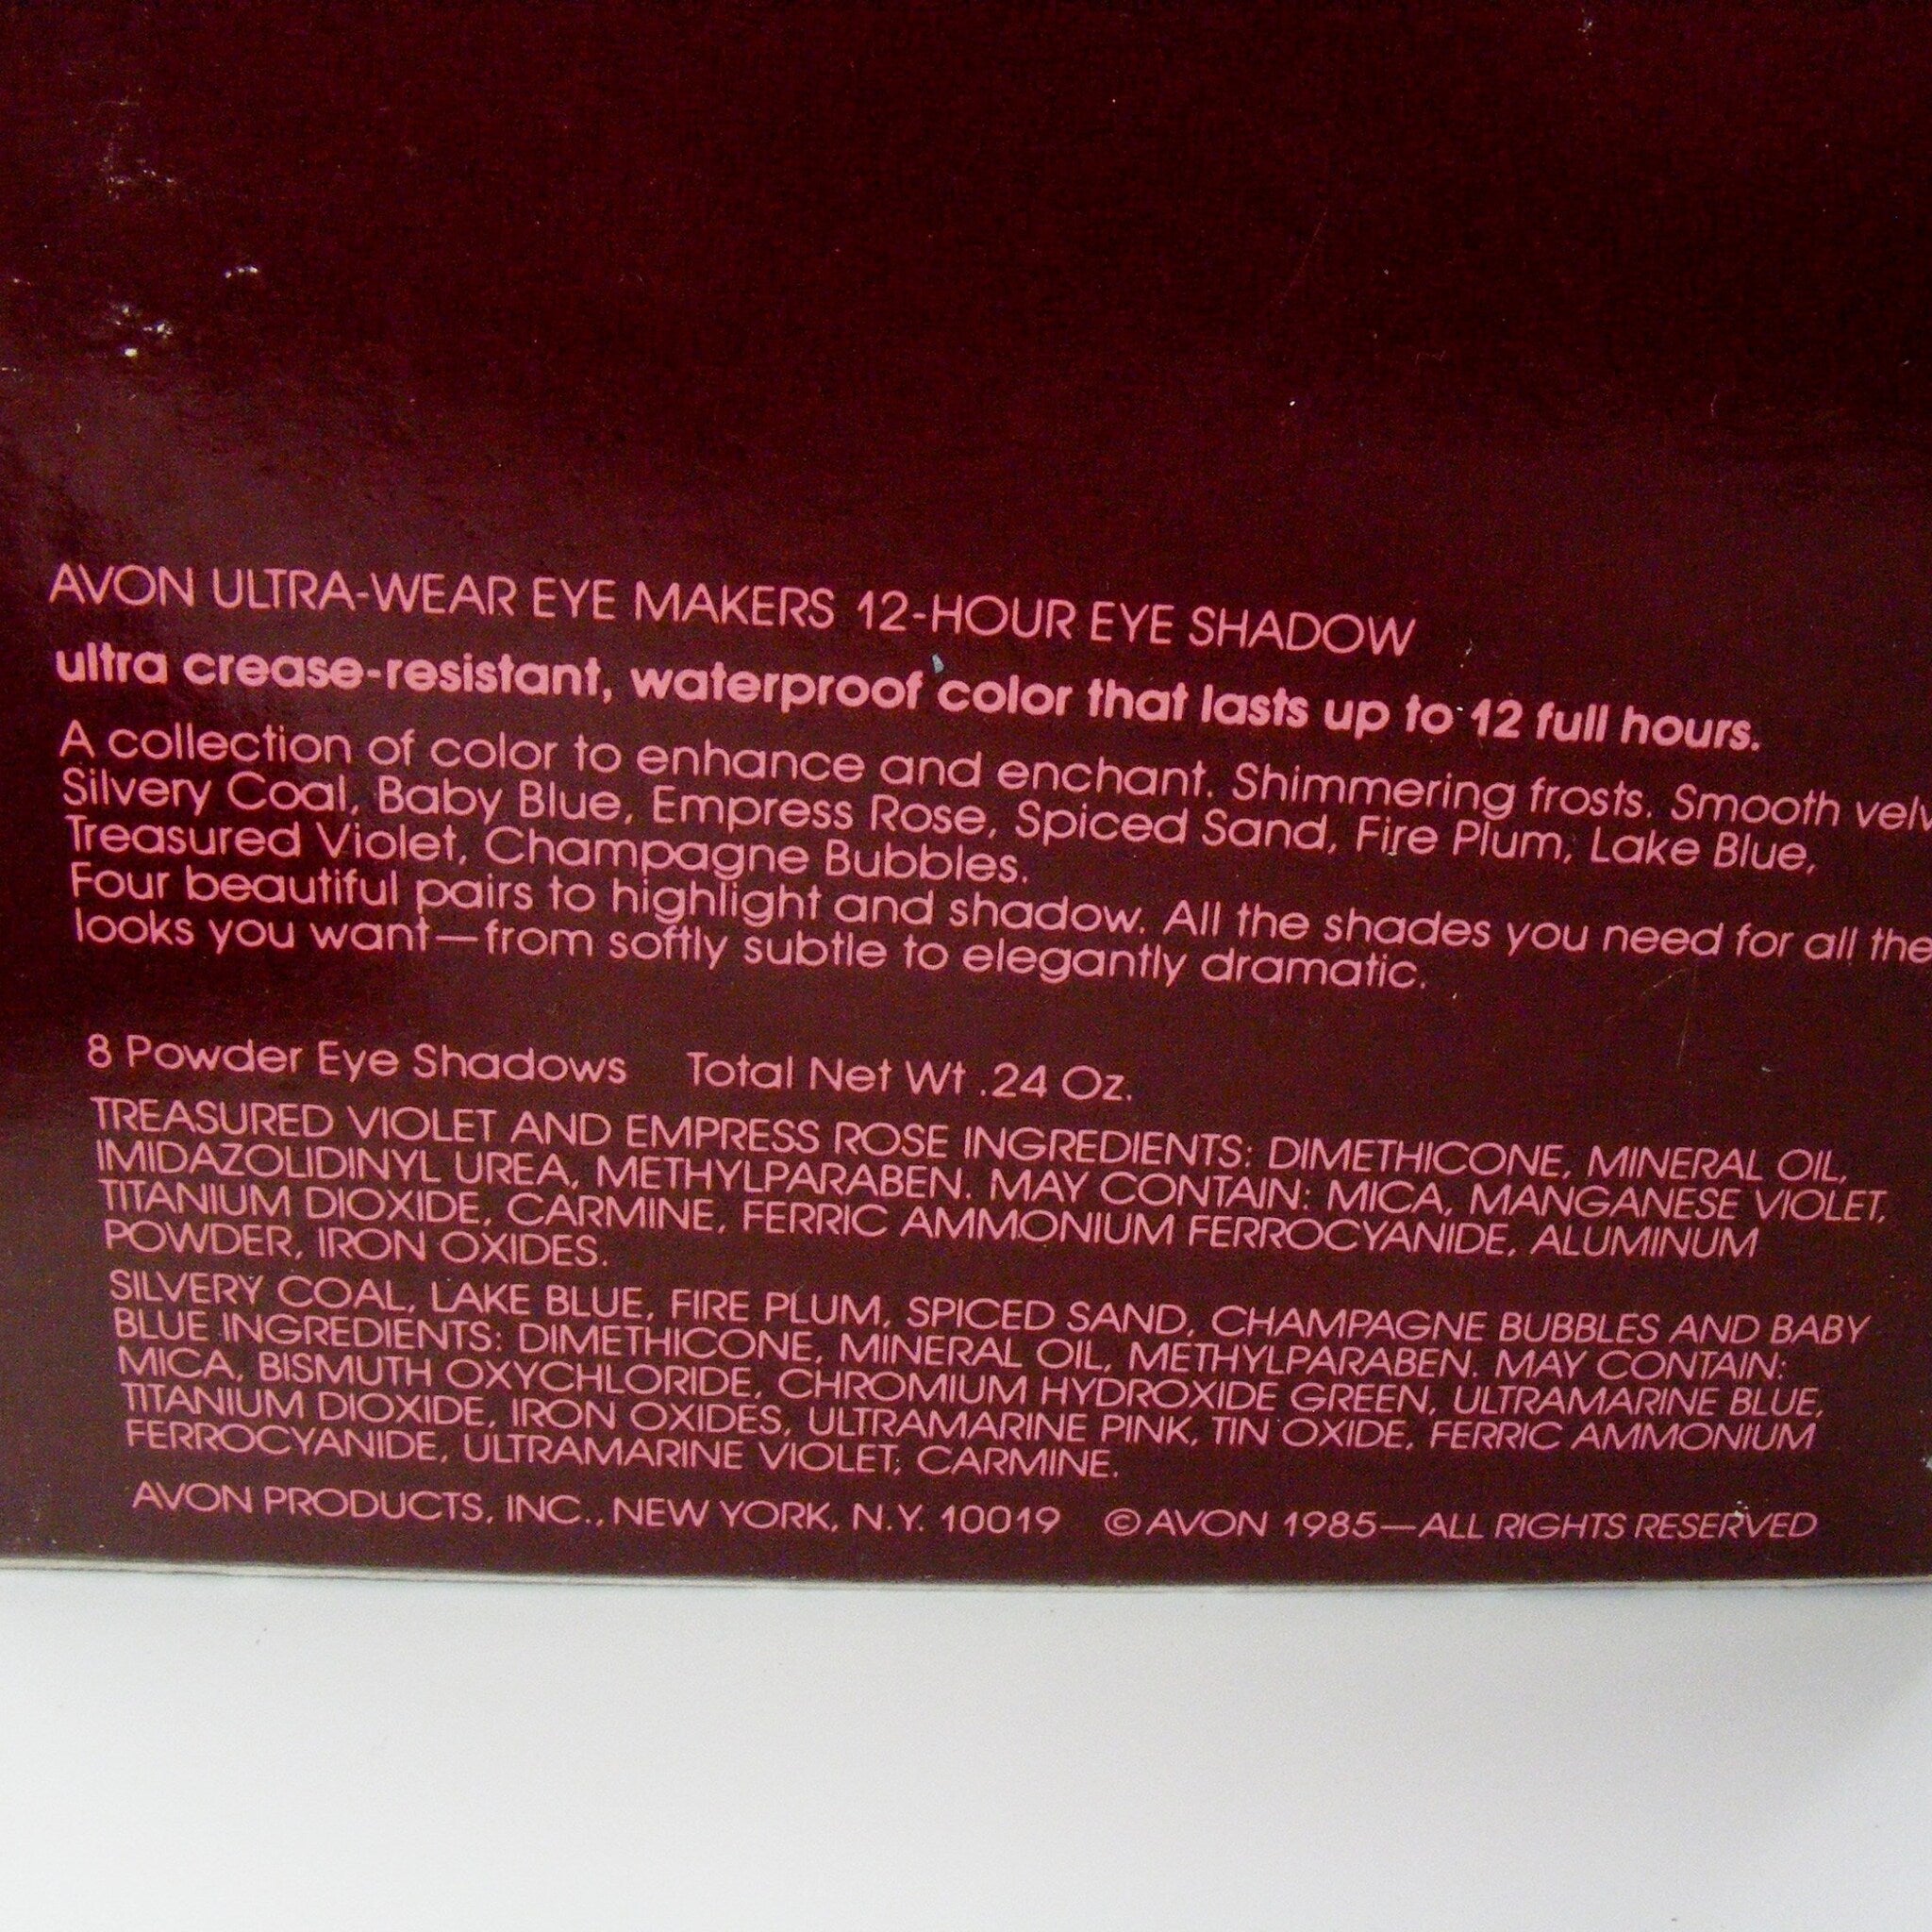 AVON ULTRA-WEAR EYE MAKERS 12-HOUR EYE SHADOW
ultra crease-resistant, waterproof color that lasts up to 12 full hours.
A collection of color to enhance and enchant. Shimmering frosts. Smooth
Silvery Coal, Baby Blue, Empress Rose, Spiced Sand, Fire Plum, Lake Blue,
Treasured Violet, Champagne Bubbles.
Four beautiful pairs to highlight and shadow. All the shades you need for all the
looks you want—from softly subtle to elegantly dramatic.
8 Powder Eye Shadows Total Net Wt .24 Oz.
TREASURED VIOLET AND EMPRESS ROSE INGREDIENTS: DIMETHICONE, MINERAL OIL,
IMIDAZOLIDINYL UREA, METHYLPARABEN. MAY CONTAIN: MICA, MANGANESE VIOLET,
TITANIUM DIOXIDE, CARMINE, FERRIC AMMONIUM FERROCYANIDE, ALUMINUM
POWDER, IRON OXIDES.
SILVERY COAL, LAKE BLUE, FIRE PLUM, SPICED SAND, CHAMPAGNE BUBBLES AND BABY
BLUE INGREDIENTS: DIMETHICONE, MINERAL OIL, METHYLPARABEN. MAY CONTAIN:
MICA, BISMUTH OXYCHLORIDE, CHROMIUM HYDROXIDE GREEN, ULTRAMARINE BLUE,
TITANIUM DIOXIDE, IRON OXIDES, ULTRAMARINE PINK, TIN OXIDE, FERRIC AMMONIUM
FERROCYANIDE, ULTRAMARINE VIOLET, CARMINE.
AVON PRODUCTS, INC., NEW YORK, N.Y. 10019 © AVON 1985—ALL RIGHTS RESERVED